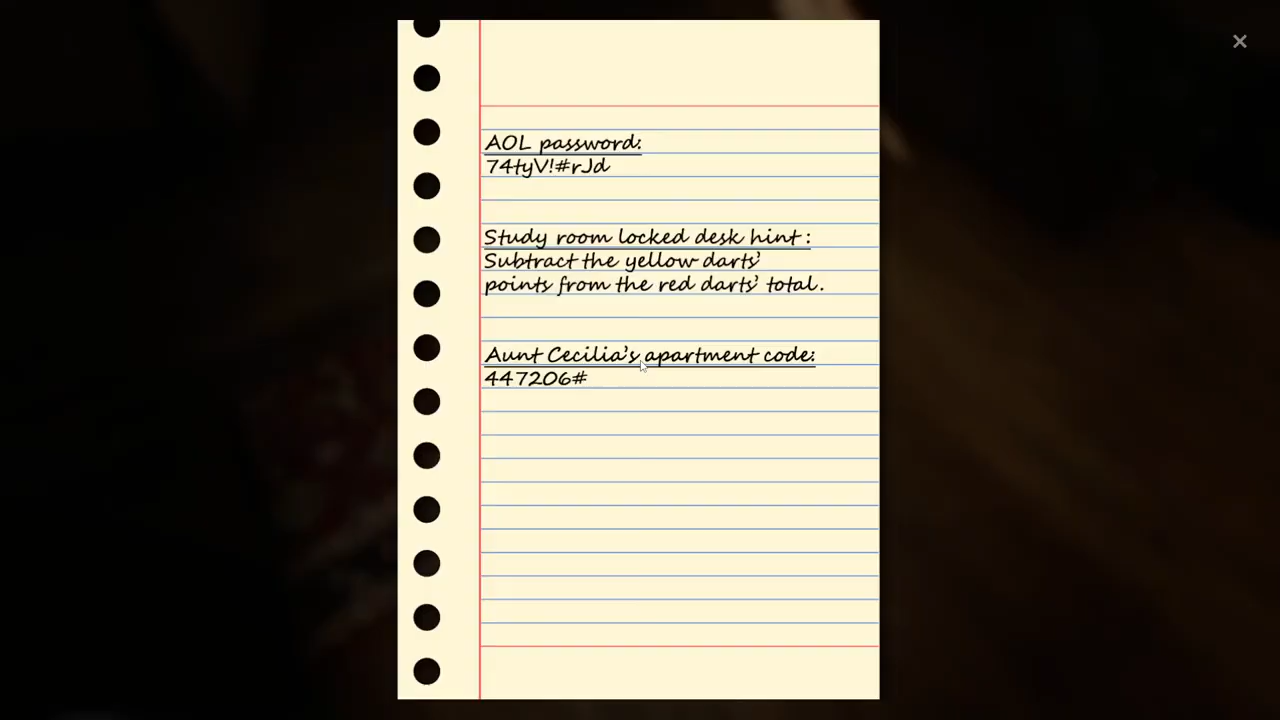 AOL password:
74tyV!#rJd
Study room locked desk hint :
Subtract the yellow darts'
points from the red darts' total.
Aunt Cecilia's apartment code:
447206#